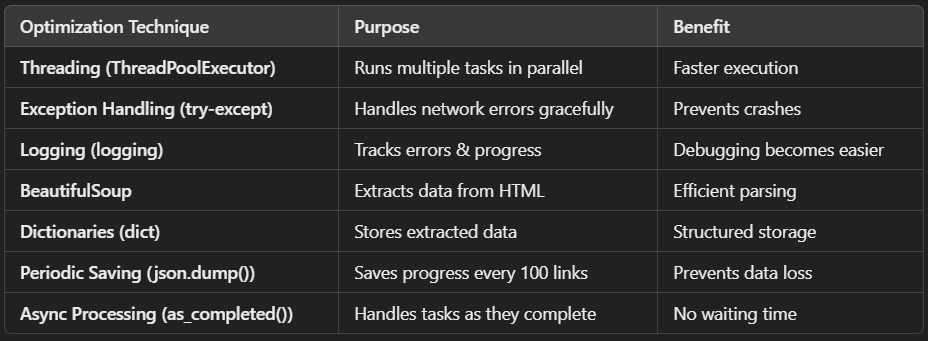 Optimization Technique Purpose Benefit
Threading (ThreadPoolExecutor) Runs multiple tasks in parallel Faster execution
Exception Handling (try-except) Handles network errors gracefully Prevents crashes
Logging (logging) Tracks errors & progress Debugging becomes easier
BeautifulSoup Extracts data from HTML Efficient parsing
Dictionaries (dict) Stores extracted data Structured storage
Periodic Saving (json.dump()) Saves progress every 100 links Prevents data loss
Async Processing (as_completed()) Handles tasks as they complete No waiting time